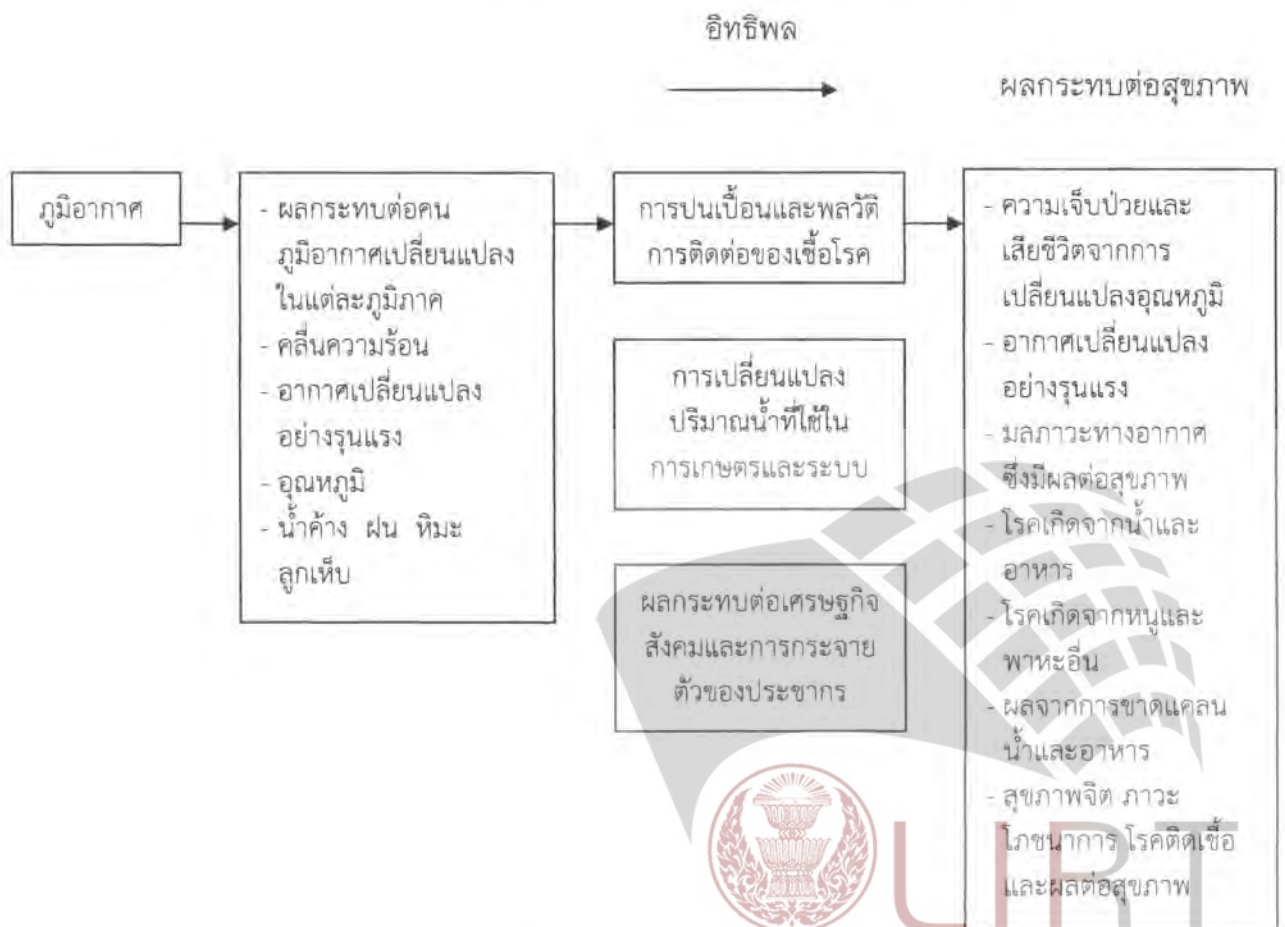 อิทธิพล
ผลกระทบต่อสุขภาพ
ภูมิอากาศ
- ผลกระทบต่อคน
ภูมิอากาศเปลี่ยนแปลง
ในแต่ละภูมิภาค
- คลื่นความร้อน
- อากาศเปลี่ยนแปลง
อย่างรุนแรง
- อุณหภูมิ
- น้ำค้าง ฝน หิมะ
ลูกเห็บ
การปนเปื้อนและพลวัติ
การติดต่อของเชื้อโรค
การเปลี่ยนแปลง
ปริมาณน้ำที่ใช้ใน
การเกษตรและระบบ
ผลกระทบต่อเศรษฐกิจ
สังคมและการกระจาย
ตัวของประชากร
- ความเจ็บป่วยและ
เสียชีวิตจากการ
เปลี่ยนแปลงอุณหภูมิ
- อากาศเปลี่ยนแปลง
อย่างรุนแรง
- มลภาวะทางอากาศ
ซึ่งมีผลต่อสุขภาพ
- โรคเกิดจากน้ำและ
อาหาร
- โรคเกิดจากหนูและ
พาหะอื่น
- ผลจากการขาดแคลน
น้ำและอาหาร
- สุขภาพจิต ภาวะ
โภชนาการ โรคติดเชื้อ
และผลต่อสุขภาพ